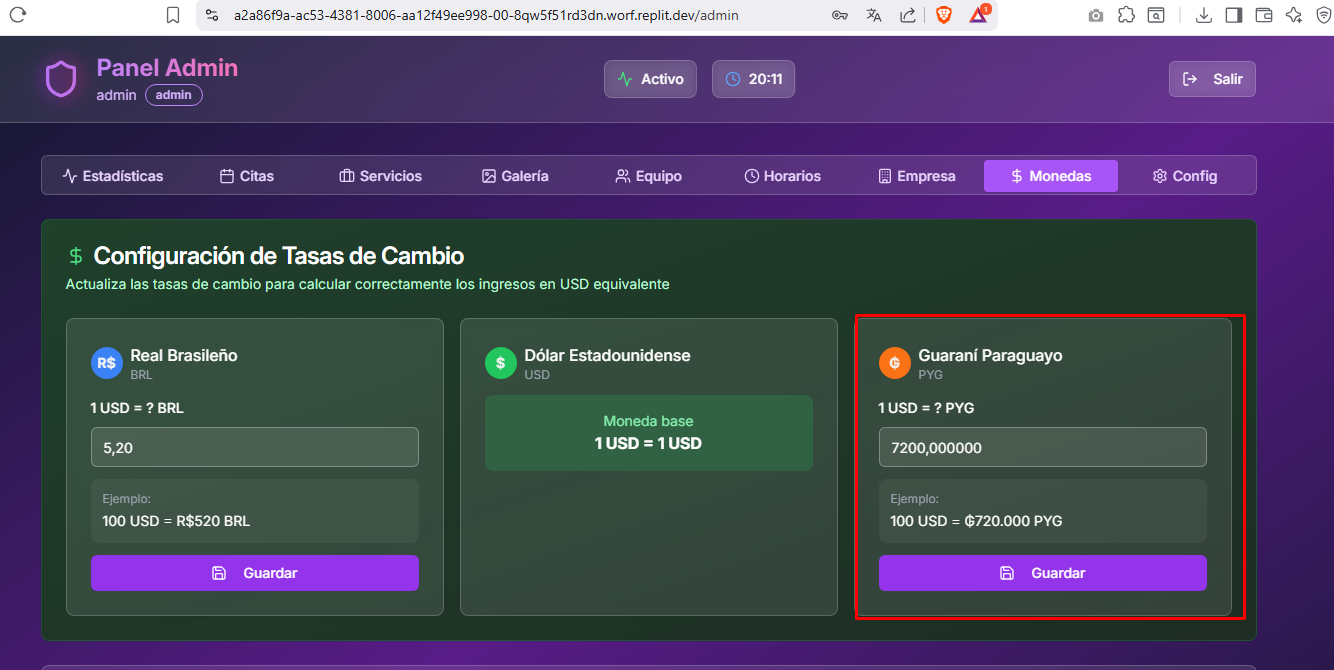 a2a86f9a-ac53-4381-8006-aa12f49ee998-00-8qw5f51rd3dn.worf.replit.dev/admin
1
Panel Admin
admin admin
Activo
20:11
Salir
Estadísticas
Citas
Servicios
Galería
Equipo
Horarios
Empresa
$ Monedas
Config
$ Configuración de Tasas de Cambio
Actualiza las tasas de cambio para calcular correctamente los ingresos en USD equivalente
R$ Real Brasileño
BRL
1 USD = ? BRL
5,20
Ejemplo:
100 USD = R$520 BRL
Guardar
$ Dólar Estadounidense
USD
Moneda base
1 USD = 1 USD
₲ Guaraní Paraguayo
PYG
1 USD = ? PYG
7200,000000
Ejemplo:
100 USD = ₲720.000 PYG
Guardar